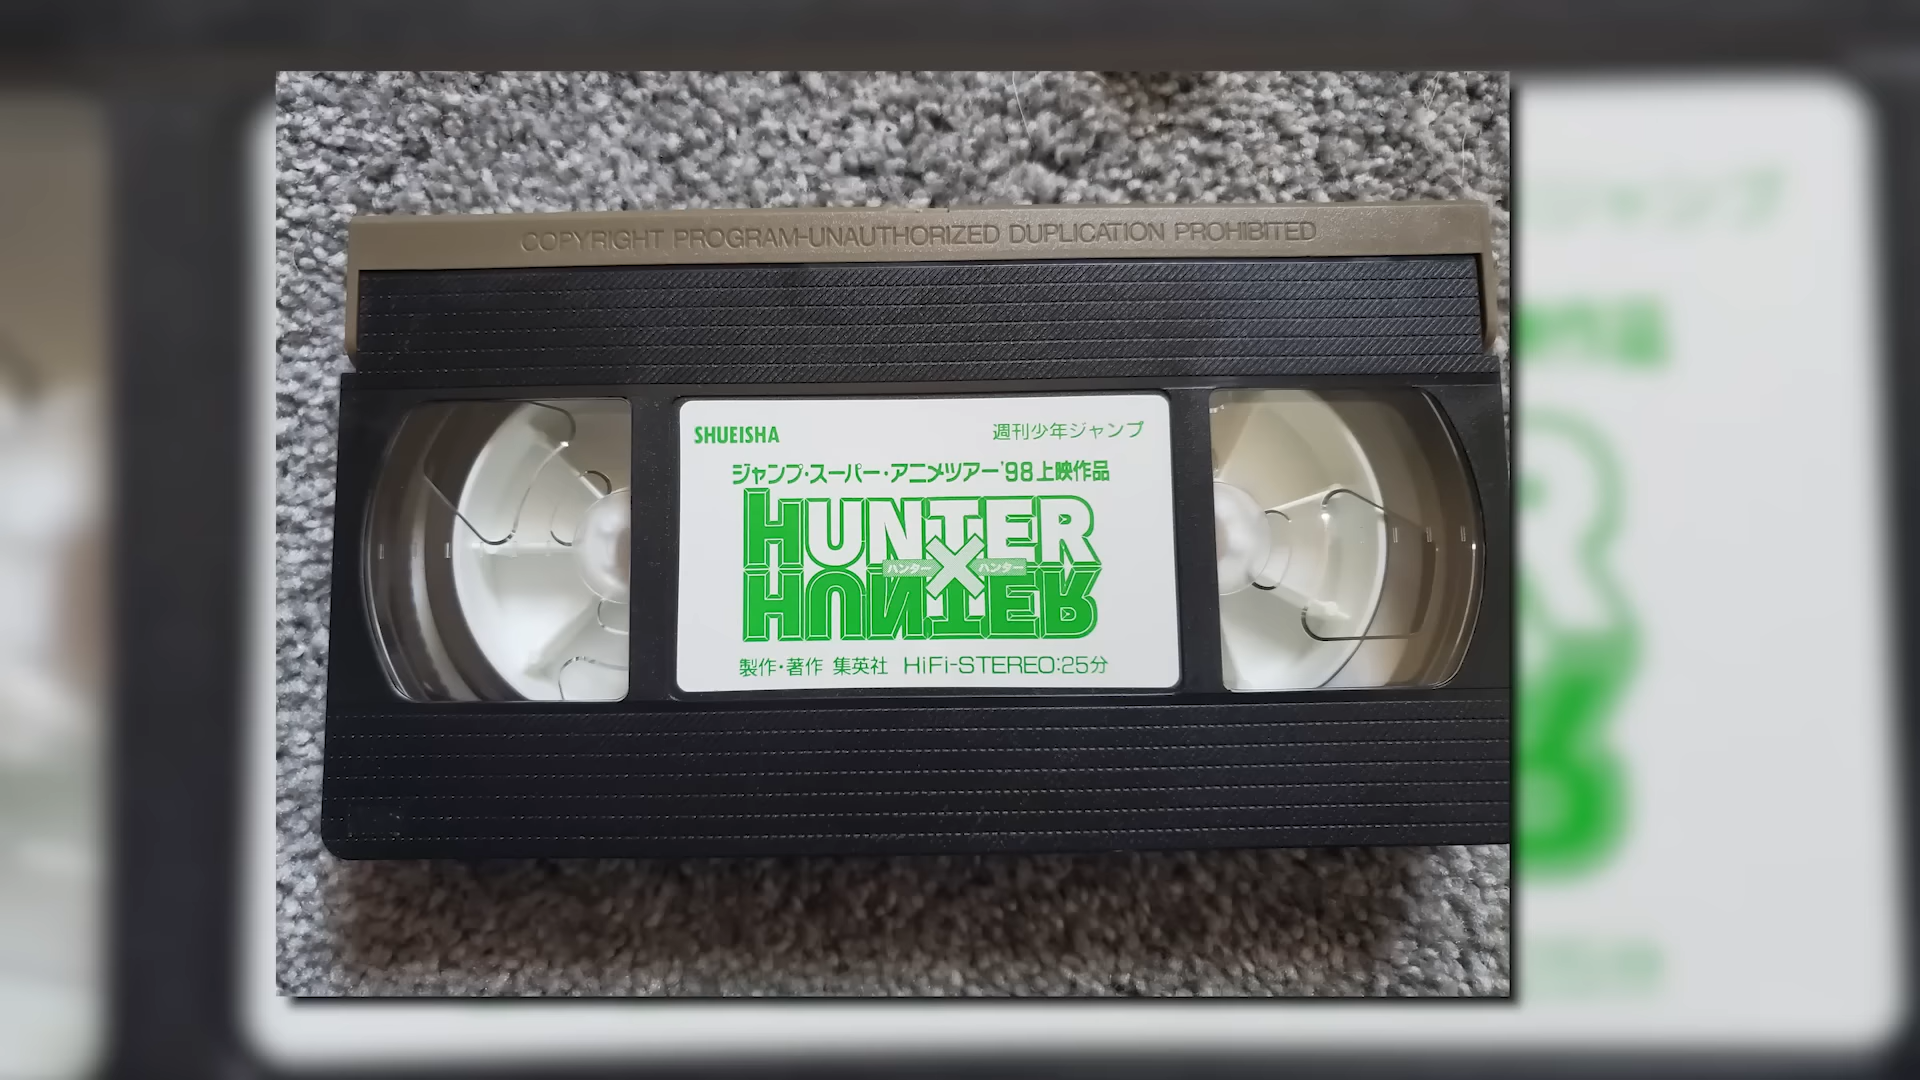 COPYRIGHT PROGRAM-UNAUTHORIZED DUPLICATION PROHIBITED
SHUEISHA 週刊少年ジャンプ
ジャンプ・スーパー・アニメツアー'98上映作品
HUNTER
ハンター×ハンター
HUNTER
製作・著作 集英社 HiFi-STEREO:25分